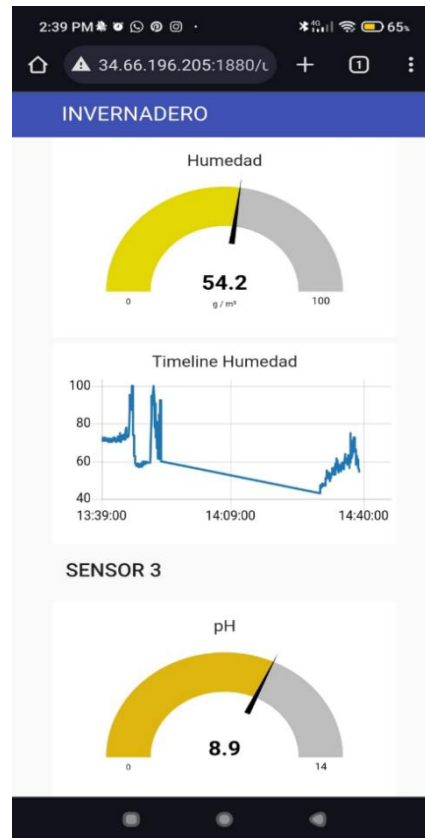 2:39 PM
4G
65%
34.66.196.205:1880/u
1
INVERNADERO
Humedad
54.2
g / m³
0
100
Timeline Humedad
100
80
60
40
13:39:00
14:09:00
14:40:00
SENSOR 3
pH
8.9
0
14